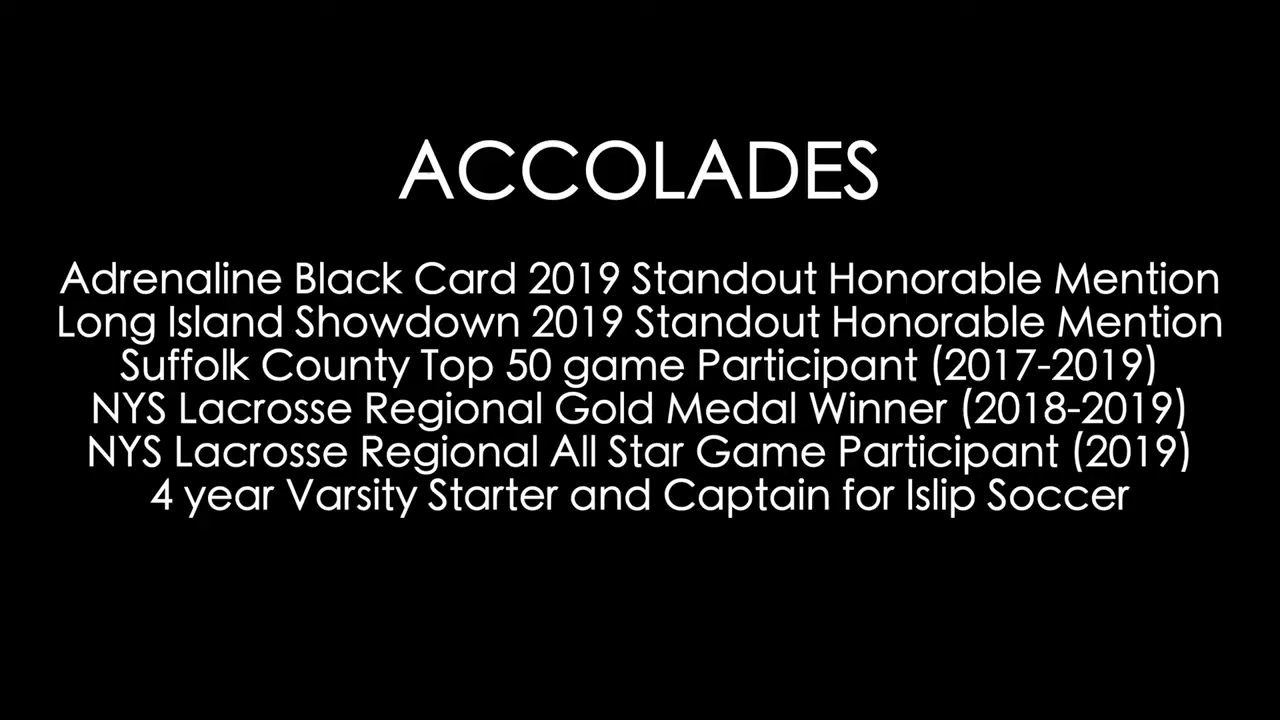 ACCOLADES
Adrenaline Black Card 2019 Standout Honorable Mention
Long Island Showdown 2019 Standout Honorable Mention
Suffolk County Top 50 game Participant (2017-2019)
NYS Lacrosse Regional Gold Medal Winner (2018-2019)
NYS Lacrosse Regional All Star Game Participant (2019)
4 year Varsity Starter and Captain for Islip Soccer